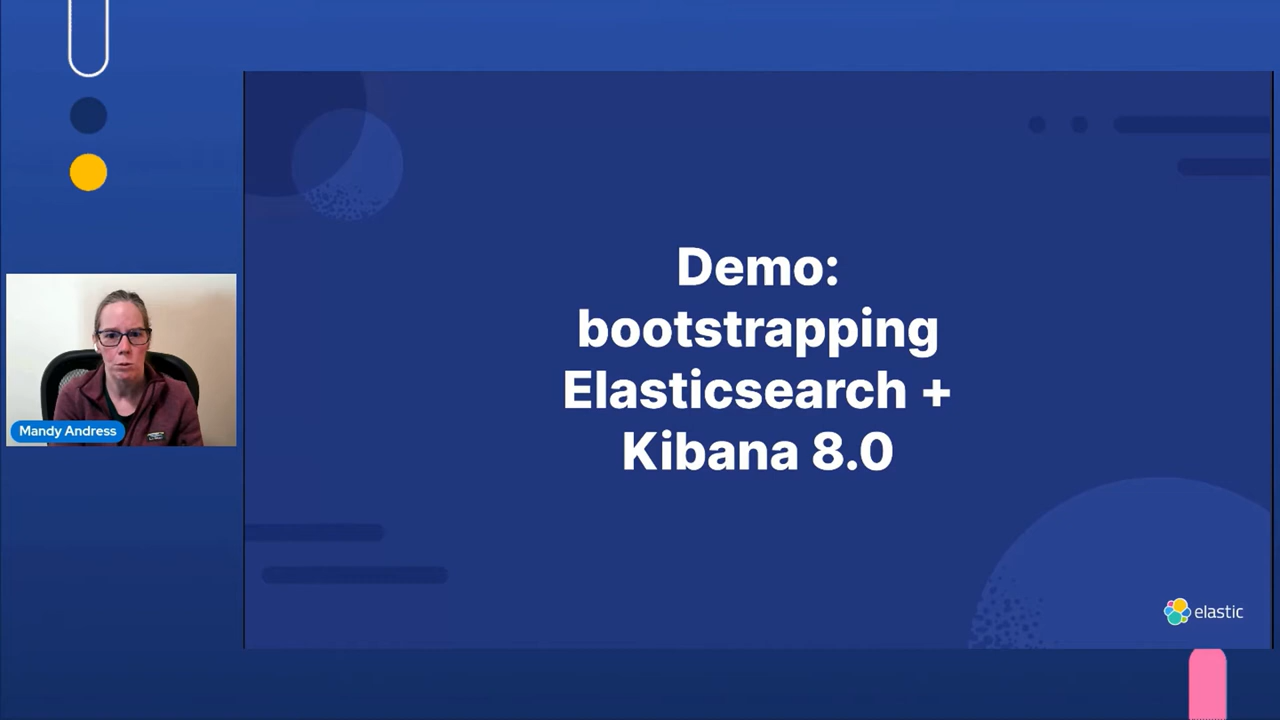 Demo:
bootstrapping
Elasticsearch +
Kibana 8.0
Mandy Andress
elastic